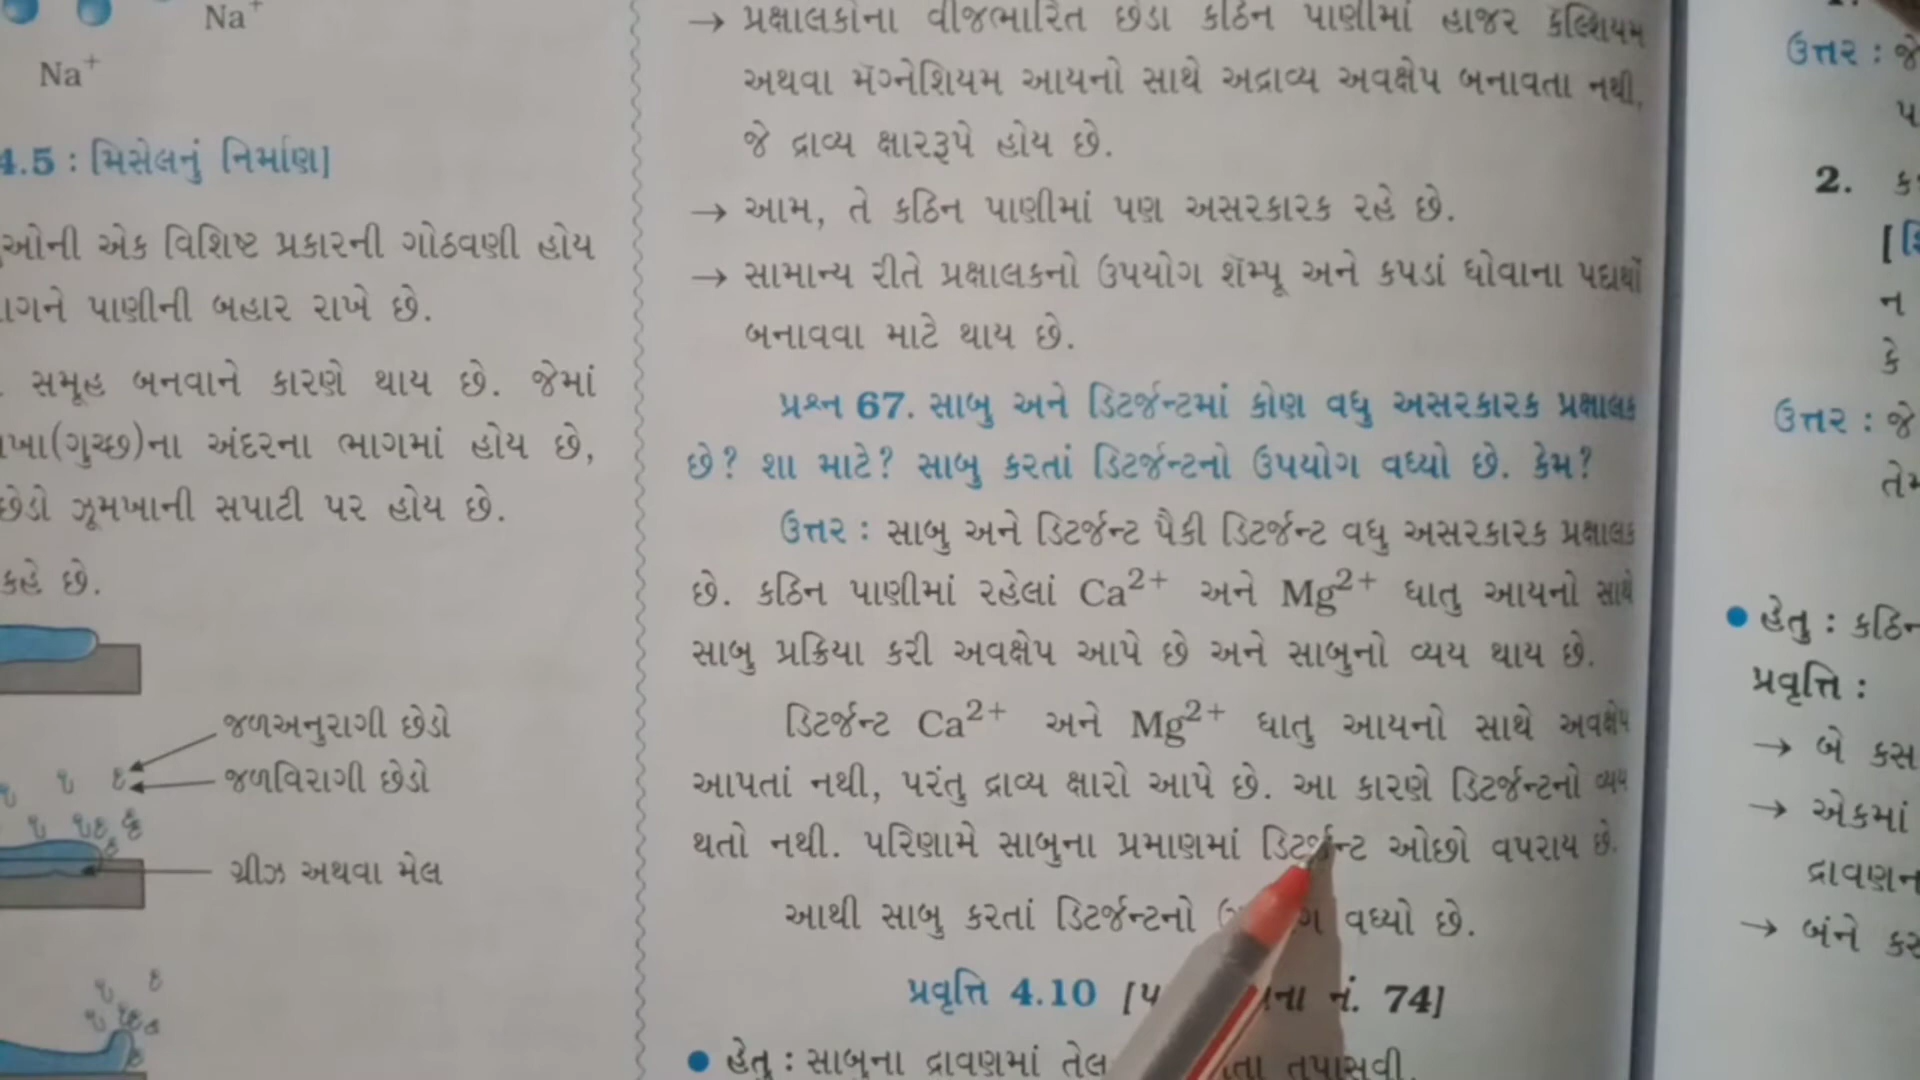 Na⁺
Na⁺
4.5 : મિસેલનું નિર્માણ]
ઓની એક વિશિષ્ટ પ્રકારની ગોઠવણી હોય
ાગને પાણીની બહાર રાખે છે.
. સમૂહ બનવાને કારણે થાય છે. જેમાં
ખા(ગુચ્છ)ના અંદરના ભાગમાં હોય છે,
છેડો ઝૂમખાની સપાટી પર હોય છે.
કહે છે.
જળઅનુરાગી છેડો
જળવિરાગી છેડો
ગ્રીઝ અથવા મેલ
→ પ્રક્ષાલકોના વીજભારિત છેડા કઠિન પાણીમાં હાજર કૅલ્શિયમ
અથવા મૅગ્નેશિયમ આયનો સાથે અદ્રાવ્ય અવક્ષેપ બનાવતા નથી,
જે દ્રાવ્ય ક્ષારરૂપે હોય છે.
→ આમ, તે કઠિન પાણીમાં પણ અસરકારક રહે છે.
→ સામાન્ય રીતે પ્રક્ષાલકનો ઉપયોગ શૅમ્પૂ અને કપડાં ધોવાના પદાર્થો
બનાવવા માટે થાય છે.
પ્રશ્ન 67. સાબુ અને ડિટર્જન્ટમાં કોણ વધુ અસરકારક પ્રક્ષાલક
છે? શા માટે? સાબુ કરતાં ડિટર્જન્ટનો ઉપયોગ વધ્યો છે. કેમ?
ઉત્તર : સાબુ અને ડિટર્જન્ટ પૈકી ડિટર્જન્ટ વધુ અસરકારક પ્રક્ષાલક
છે. કઠિન પાણીમાં રહેલાં Ca²⁺ અને Mg²⁺ ધાતુ આયનો સાથે
સાબુ પ્રક્રિયા કરી અવક્ષેપ આપે છે અને સાબુનો વ્યય થાય છે.
ડિટર્જન્ટ Ca²⁺ અને Mg²⁺ ધાતુ આયનો સાથે અવક્ષેપ
આપતાં નથી, પરંતુ દ્રાવ્ય ક્ષારો આપે છે. આ કારણે ડિટર્જન્ટનો વ્યય
થતો નથી. પરિણામે સાબુના પ્રમાણમાં ડિટર્જન્ટ ઓછો વપરાય છે.
આથી સાબુ કરતાં ડિટર્જન્ટનો વધ્યો છે.
પ્રવૃત્તિ 4.10 [પ ના નં. 74]
● હેતુ : સાબુના દ્રાવણમાં તેલ તપાસવી.
ઉત્તર : જે
2.
ન
કે
ઉત્તર : જે
● હેતુ : કઠિન
પ્રવૃત્તિ :
→ બે કસ
→ એકમાં
દ્રાવણન
→ બંને કસ